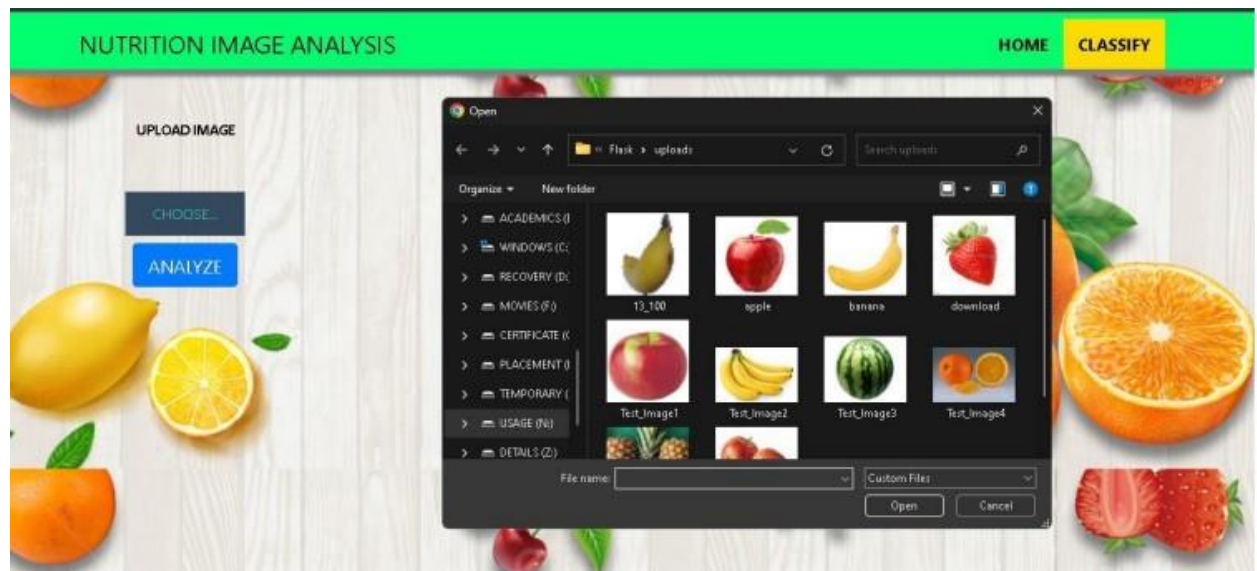 NUTRITION IMAGE ANALYSIS HOME CLASSIFY
UPLOAD IMAGE
CHOOSE...
ANALYZE
Open
« Flask › uploads
Search uploads
Organize New folder
ACADEMICS (
WINDOWS (C:
RECOVERY (D:
MOVIES (F:)
CERTIFICATE (
PLACEMENT (
TEMPORARY (
USAGE (N:)
DETAILS (Z:)
13_100 apple banana download
Test_Image1 Test_Image2 Test_Image3 Test_Image4
File name: Custom Files
Open Cancel